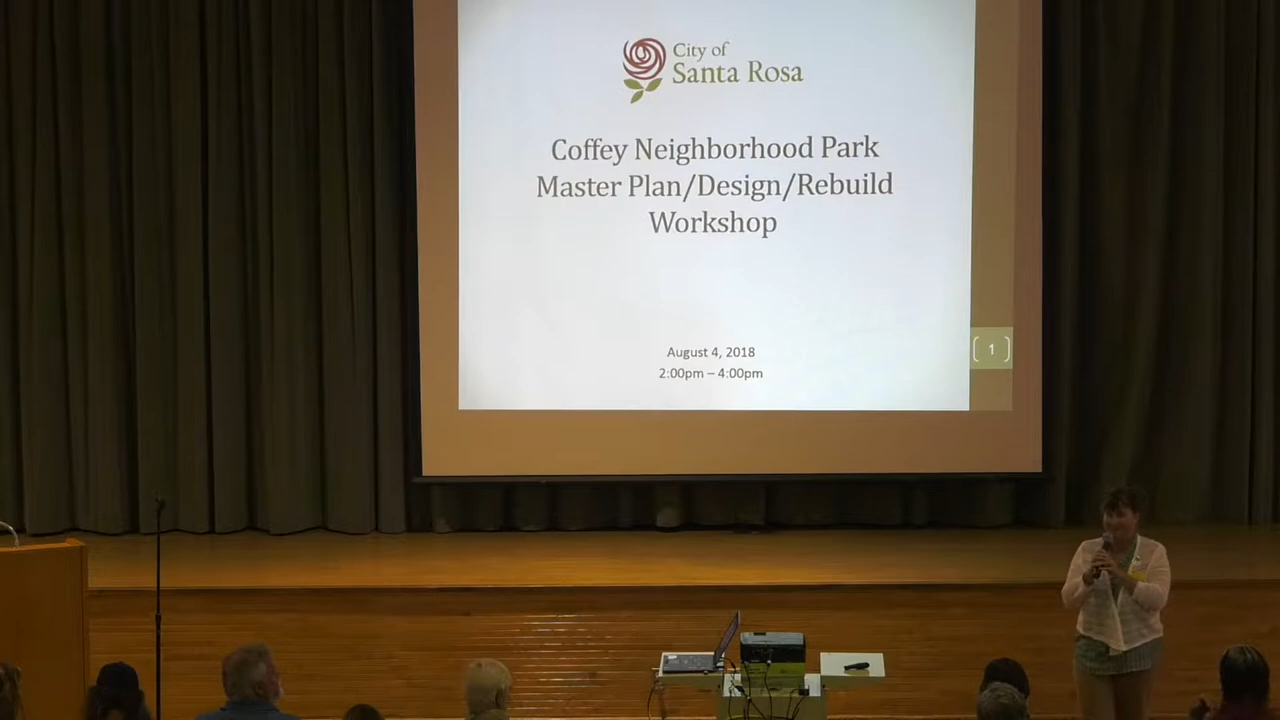 City of
Santa Rosa
Coffey Neighborhood Park
Master Plan/Design/Rebuild
Workshop
August 4, 2018
2:00pm – 4:00pm
1